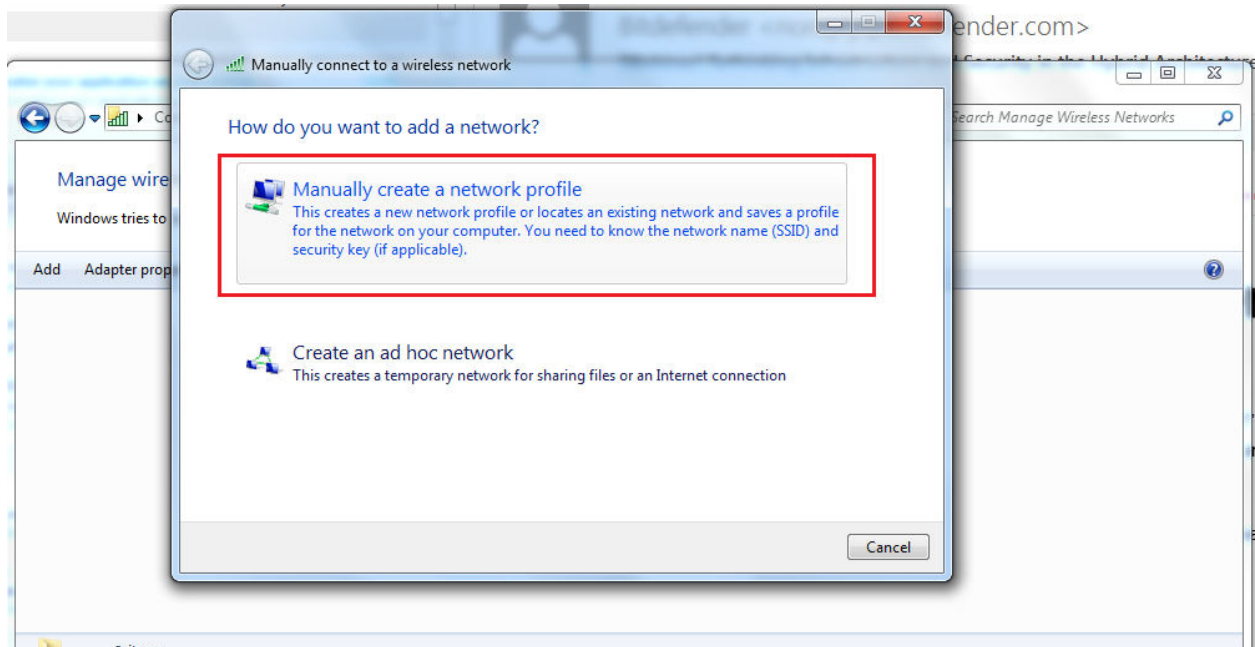 ender.com>
Manually connect to a wireless network
Search Manage Wireless Networks
How do you want to add a network?
Manage wire
Windows tries to
Manually create a network profile
This creates a new network profile or locates an existing network and saves a profile
for the network on your computer. You need to know the network name (SSID) and
security key (if applicable).
Add Adapter prop
Create an ad hoc network
This creates a temporary network for sharing files or an Internet connection
Cancel